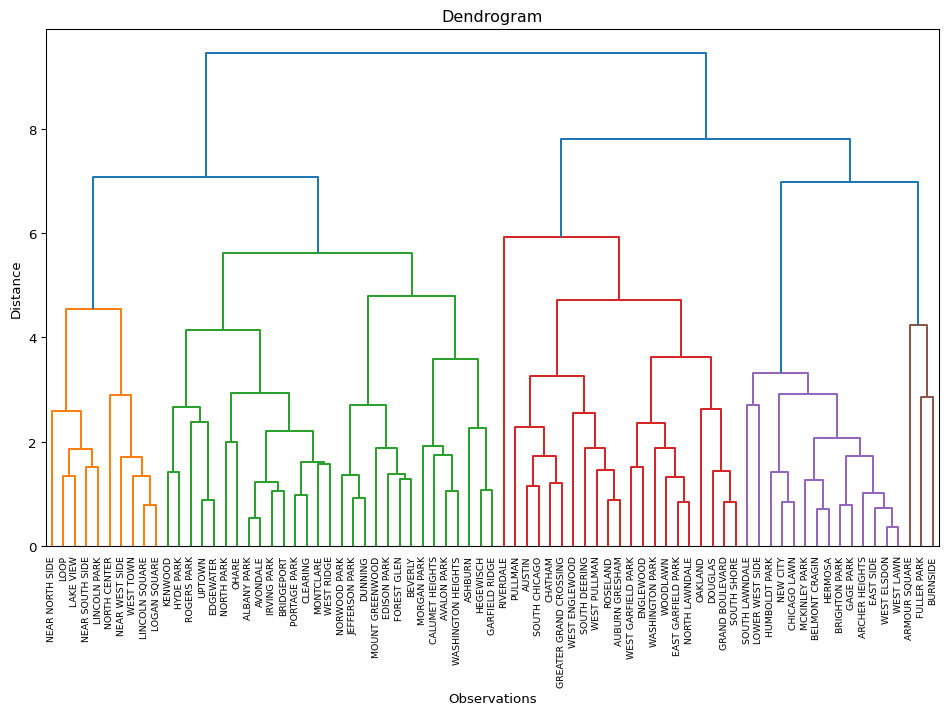 Dendrogram
Distance
8
6
4
2
0
NEAR NORTH SIDE
LOOP
LAKE VIEW
NEAR SOUTH SIDE
LINCOLN PARK
NORTH CENTER
NEAR WEST SIDE
WEST TOWN
LINCOLN SQUARE
LOGAN SQUARE
KENWOOD
HYDE PARK
ROGERS PARK
UPTOWN
EDGEWATER
NORTH PARK
OHARE
ALBANY PARK
AVONDALE
IRVING PARK
BRIDGEPORT
PORTAGE PARK
CLEARING
MONTCLARE
WEST RIDGE
NORWOOD PARK
JEFFERSON PARK
DUNNING
MOUNT GREENWOOD
EDISON PARK
FOREST GLEN
BEVERLY
MORGAN PARK
CALUMET HEIGHTS
AVALON PARK
WASHINGTON HEIGHTS
ASHBURN
HEGEWISCH
GARFIELD RIDGE
RIVERDALE
PULLMAN
AUSTIN
SOUTH CHICAGO
CHATHAM
GREATER GRAND CROSSING
WEST ENGLEWOOD
SOUTH DEERING
WEST PULLMAN
ROSELAND
AUBURN GRESHAM
WEST GARFIELD PARK
ENGLEWOOD
WASHINGTON PARK
WOODLAWN
EAST GARFIELD PARK
NORTH LAWNDALE
OAKLAND
DOUGLAS
GRAND BOULEVARD
SOUTH SHORE
SOUTH LAWNDALE
LOWER WEST SIDE
HUMBOLDT PARK
NEW CITY
CHICAGO LAWN
MCKINLEY PARK
BELMONT CRAGIN
HERMOSA
BRIGHTON PARK
GAGE PARK
ARCHER HEIGHTS
EAST SIDE
WEST ELSDON
WEST LAWN
ARMOUR SQUARE
FULLER PARK
BURNSIDE
Observations